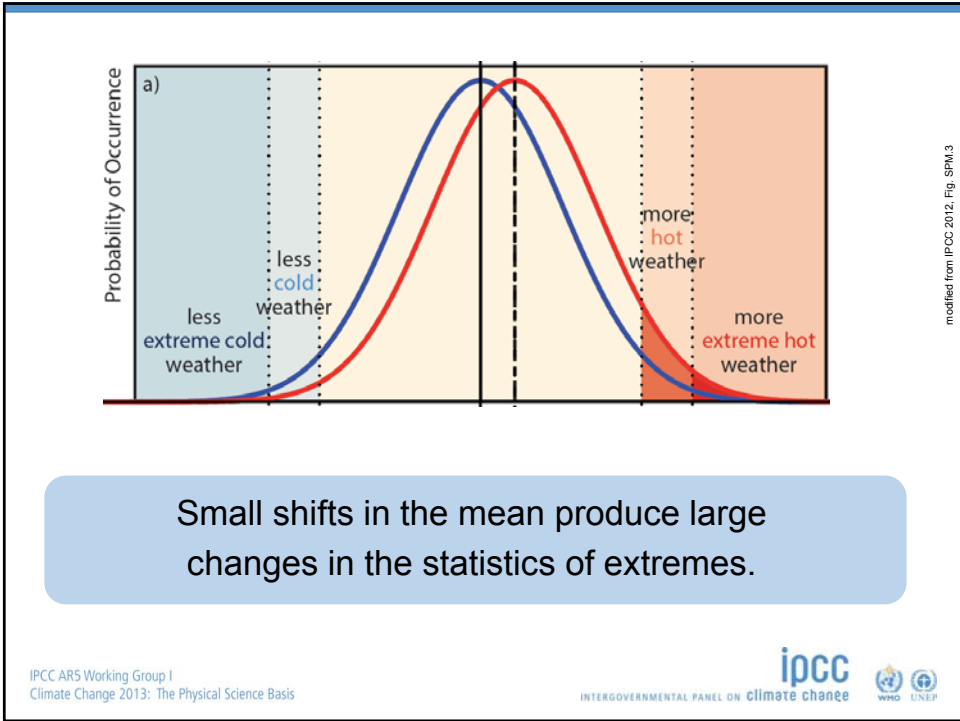 a)
Probability of Occurrence
less
extreme cold
weather
less
cold
weather
more
hot
weather
more
extreme hot
weather
modified from IPCC 2012, Fig. SPM.3
Small shifts in the mean produce large
changes in the statistics of extremes.
IPCC AR5 Working Group I
Climate Change 2013: The Physical Science Basis
ipcc
INTERGOVERNMENTAL PANEL ON climate change
WMO
UNEP